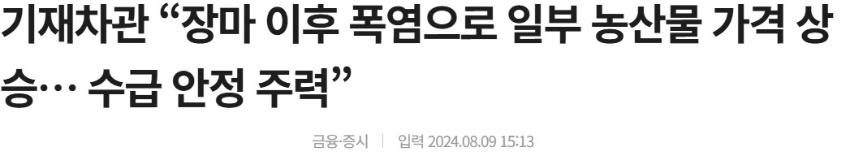 기재차관 “장마 이후 폭염으로 일부 농산물 가격 상
승… 수급 안정 주력”
금융·증시 | 입력 2024.08.09 15:13